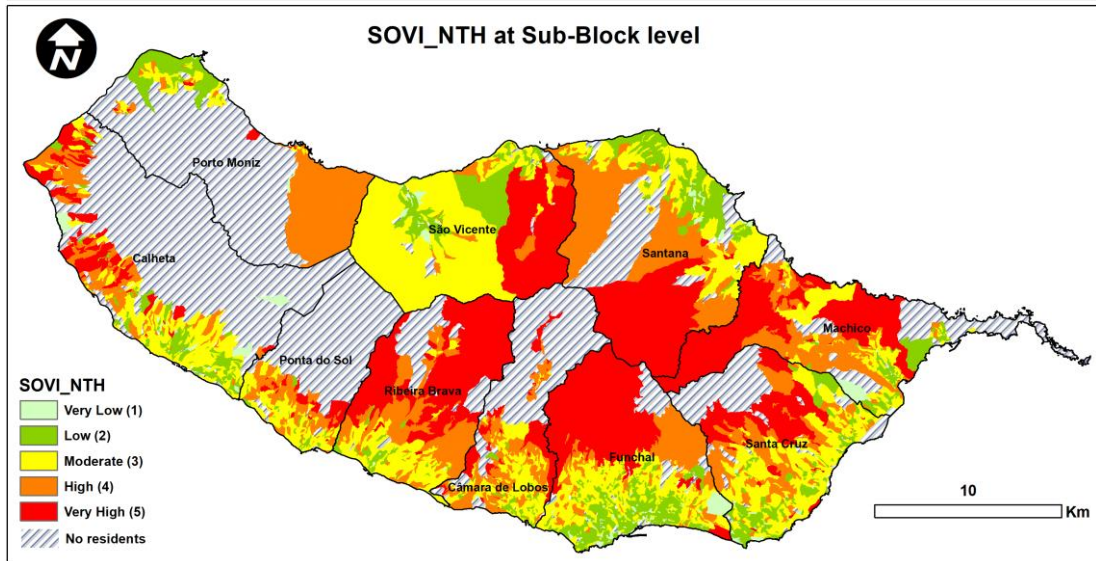 SOVI_NTH at Sub-Block level
N
Porto Moniz
São Vicente
Santana
Calheta
Machico
Ponta do Sol
Ribeira Brava
Santa Cruz
Funchal
Câmara de Lobos
SOVI_NTH
Very Low (1)
Low (2)
Moderate (3)
High (4)
Very High (5)
No residents
10
Km